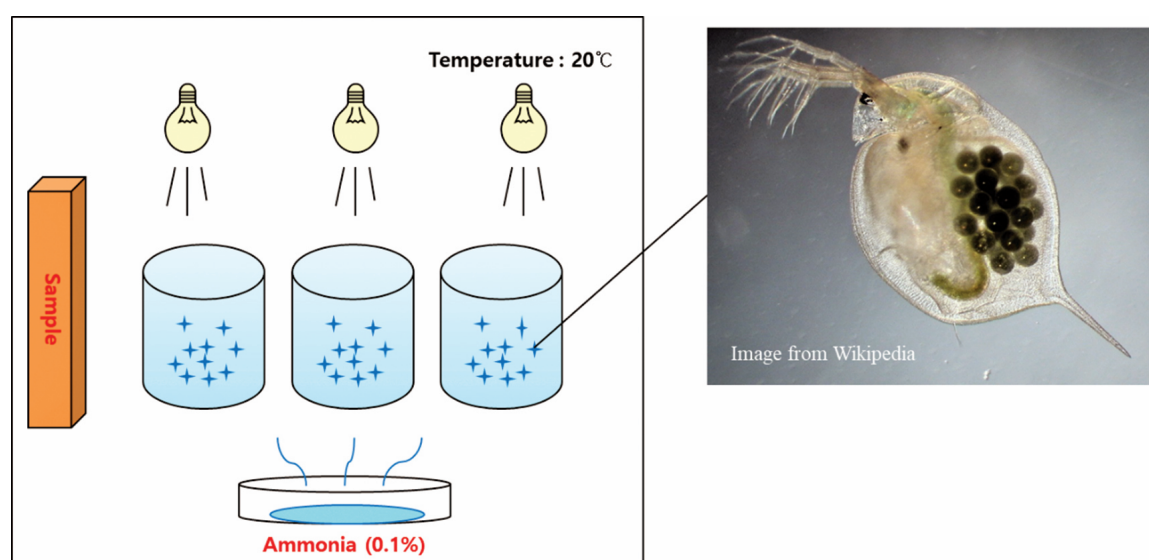 Temperature : 20℃
Sample
Ammonia (0.1%)
Image from Wikipedia